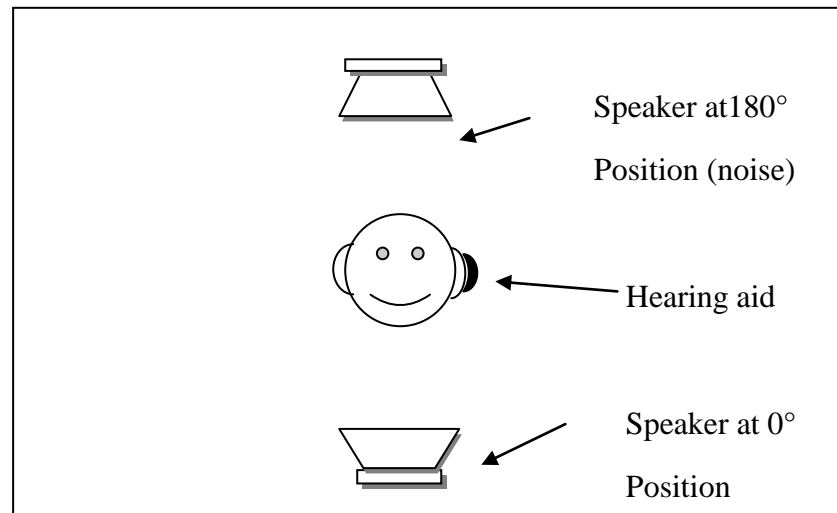 Speaker at180°
Position (noise)
Hearing aid
Speaker at 0°
Position